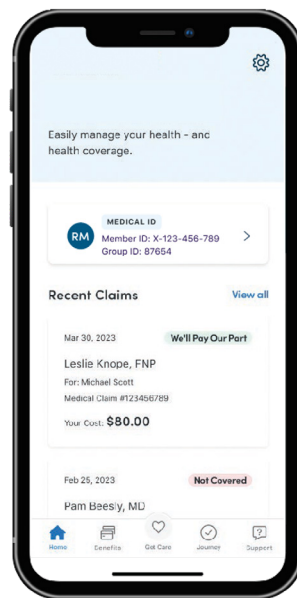 Easily manage your health - and
health coverage.
MEDICAL ID
RM
Member ID: X-123-456-789
Group ID: 87654
Recent Claims
View all
Mar 30, 2023
We'll Pay Our Part
Leslie Knope, FNP
For: Michael Scott
Medical Claim #123456789
Your Cost: $80.00
Feb 25, 2023
Not Covered
Pam Beesly, MD
Home
Benefits
Get Care
Journey
Support